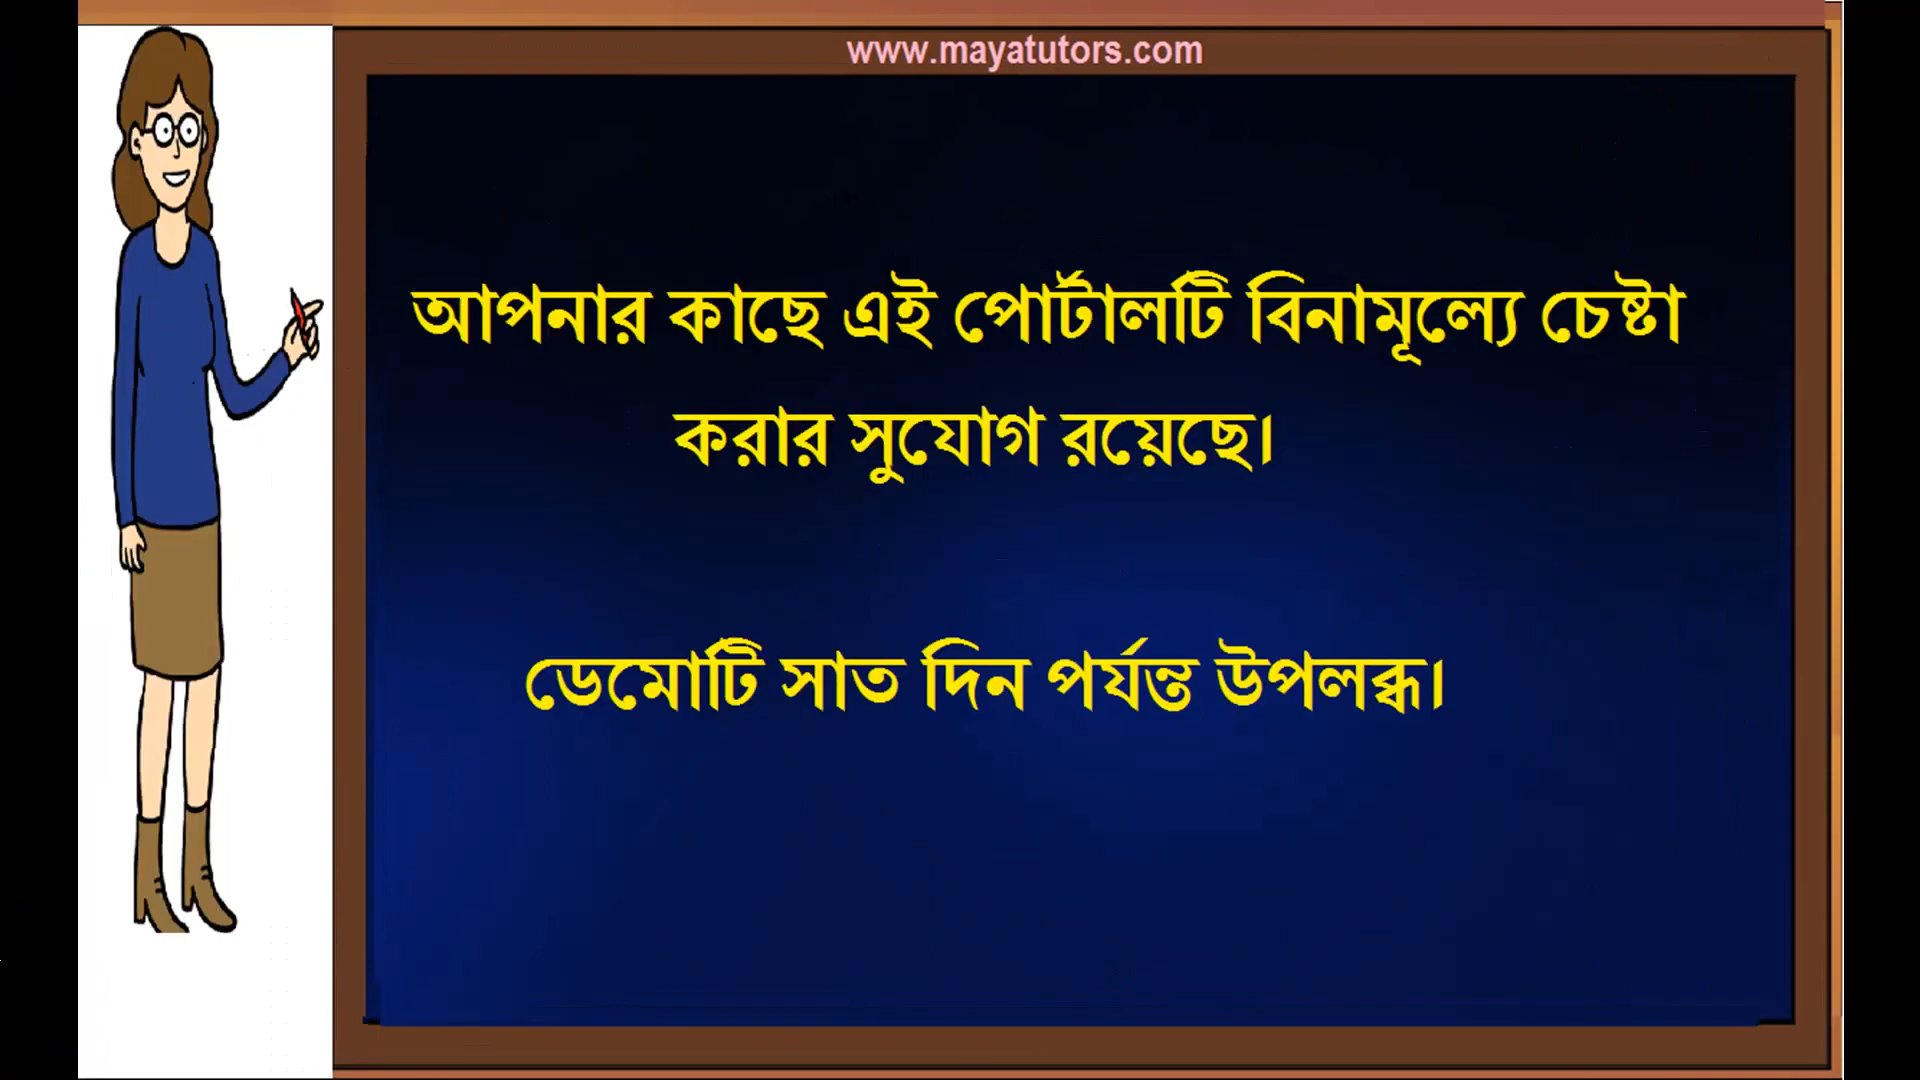 www.mayatutors.com
আপনার কাছে এই পোর্টালটি বিনামূল্যে চেষ্টা
করার সুযোগ রয়েছে।
ডেমোটি সাত দিন পর্যন্ত উপলব্ধ।